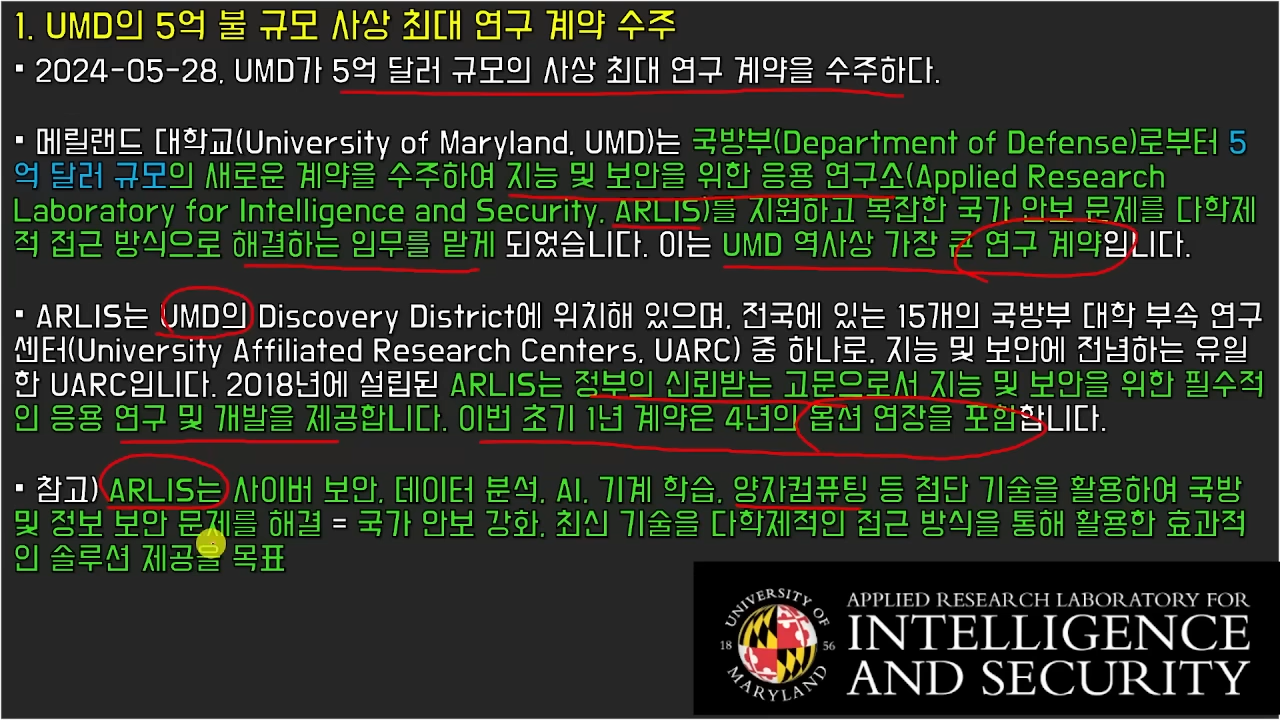 1. UMD의 5억 불 규모 사상 최대 연구 계약 수주
▪ 2024-05-28, UMD가 5억 달러 규모의 사상 최대 연구 계약을 수주하다.
▪ 메릴랜드 대학교(University of Maryland, UMD)는 국방부(Department of Defense)로부터 5
억 달러 규모의 새로운 계약을 수주하여 지능 및 보안을 위한 응용 연구소(Applied Research
Laboratory for Intelligence and Security, ARLIS)를 지원하고 복잡한 국가 안보 문제를 다학제
적 접근 방식으로 해결하는 임무를 맡게 되었습니다. 이는 UMD 역사상 가장 큰 연구 계약입니다.
▪ ARLIS는 UMD의 Discovery District에 위치해 있으며, 전국에 있는 15개의 국방부 대학 부속 연구
센터(University Affiliated Research Centers, UARC) 중 하나로, 지능 및 보안에 전념하는 유일
한 UARC입니다. 2018년에 설립된 ARLIS는 정부의 신뢰받는 고문으로서 지능 및 보안을 위한 필수적
인 응용 연구 및 개발을 제공합니다. 이번 초기 1년 계약은 4년의 옵션 연장을 포함합니다.
▪ 참고) ARLIS는 사이버 보안, 데이터 분석, AI, 기계 학습, 양자컴퓨팅 등 첨단 기술을 활용하여 국방
및 정보 보안 문제를 해결 = 국가 안보 강화, 최신 기술을 다학제적인 접근 방식을 통해 활용한 효과적
인 솔루션 제공을 목표
UNIVERSITY OF
18 56
MARYLAND
APPLIED RESEARCH LABORATORY FOR
INTELLIGENCE
AND SECURITY